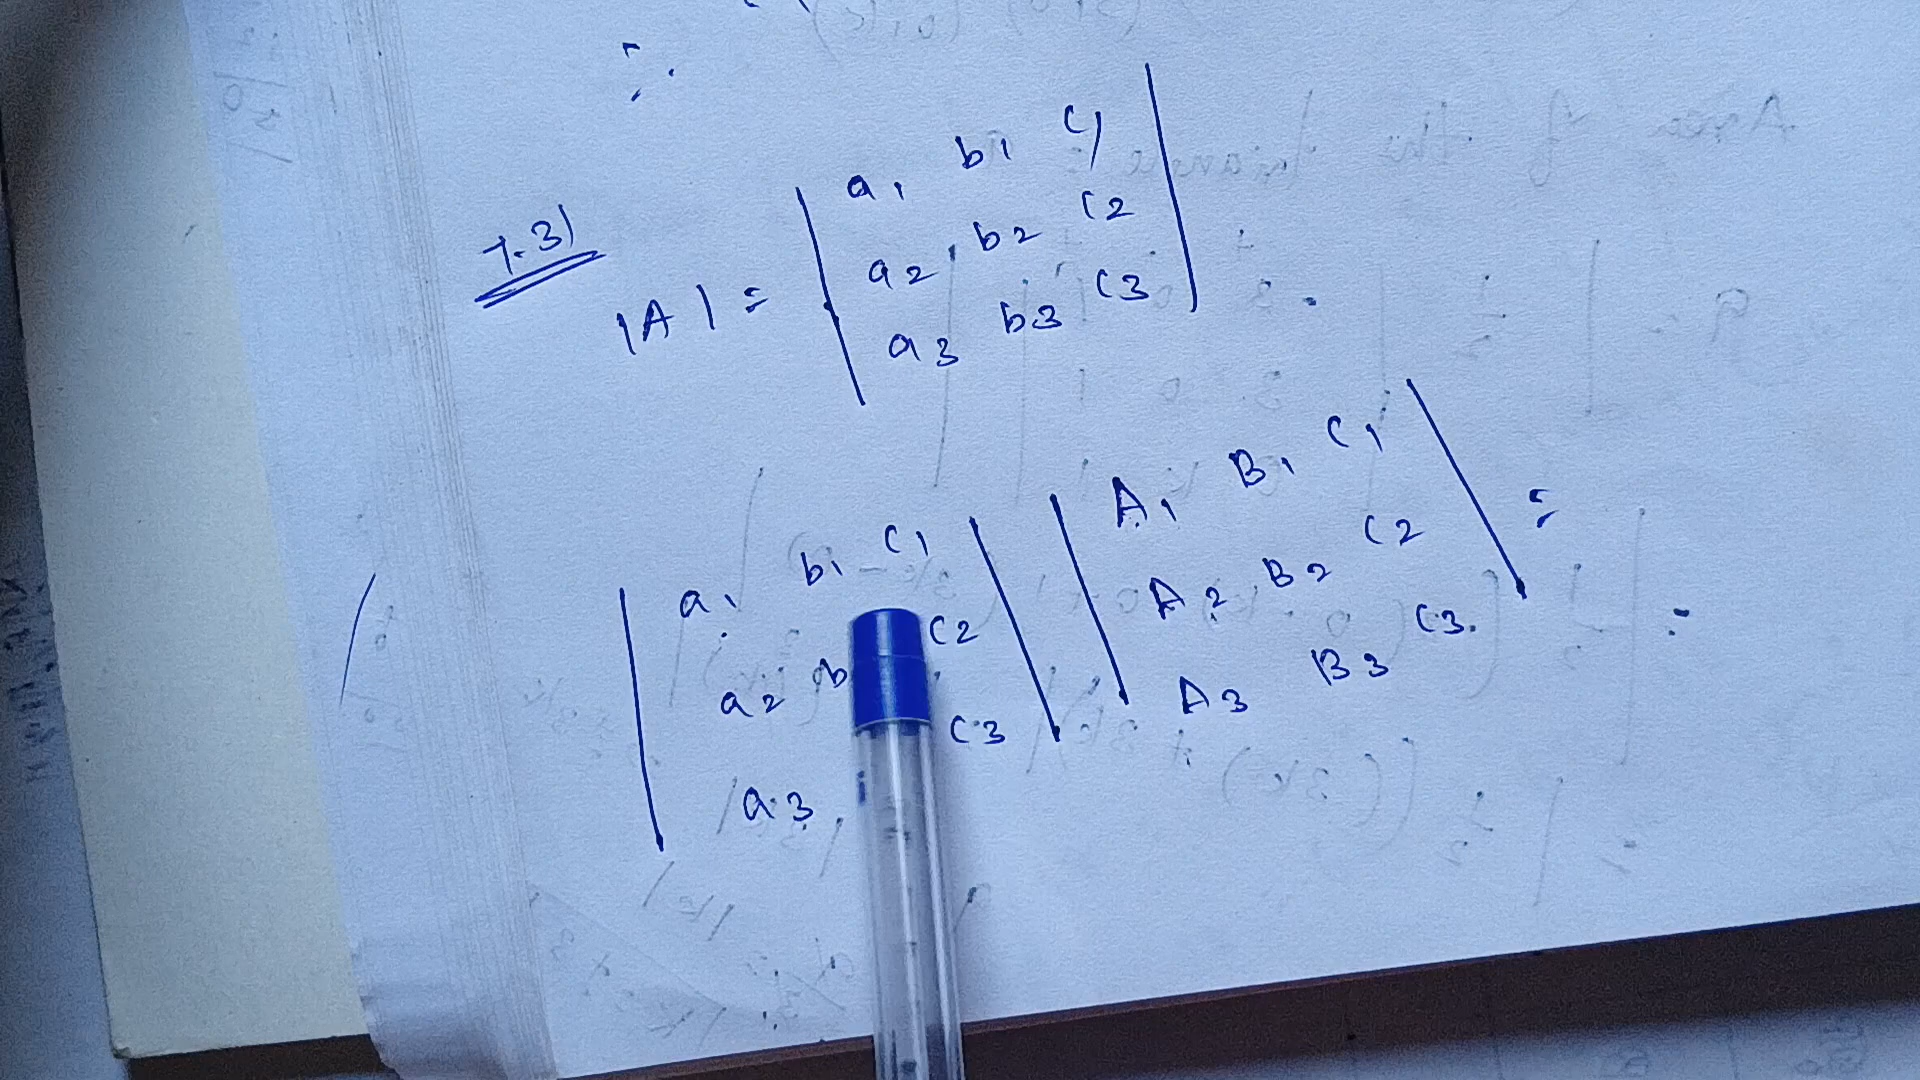 7.3)
|A| = | a1 b1 c1 |
| a2 b2 c2 |
| a3 b3 c3 |
| a1 b1 c1 | | A1 B1 C1 | =
| a2 b c2 | | A2 B2 C2 |
| a3 c3 | | A3 B3 C3 |